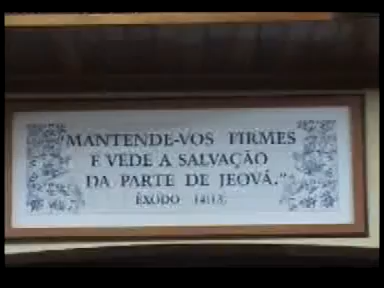 "MANTENDE-VOS FIRMES
E VEDE A SALVAÇÃO
DA PARTE DE JEOVÁ."
ÊXODO 14:13